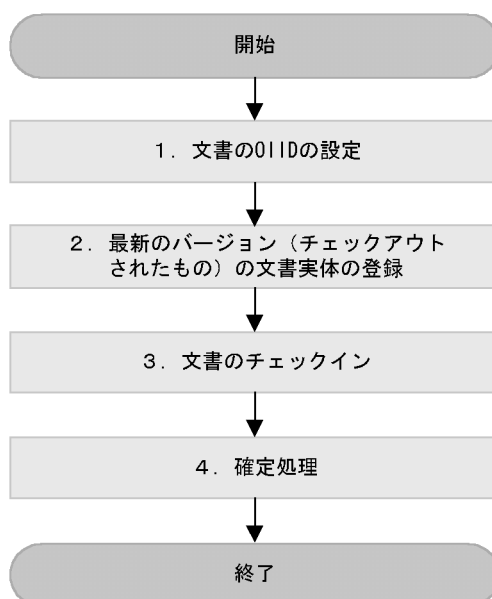 開始
1．文書のOIIDの設定
2．最新のバージョン（チェックアウト
されたもの）の文書実体の登録
3．文書のチェックイン
4．確定処理
終了